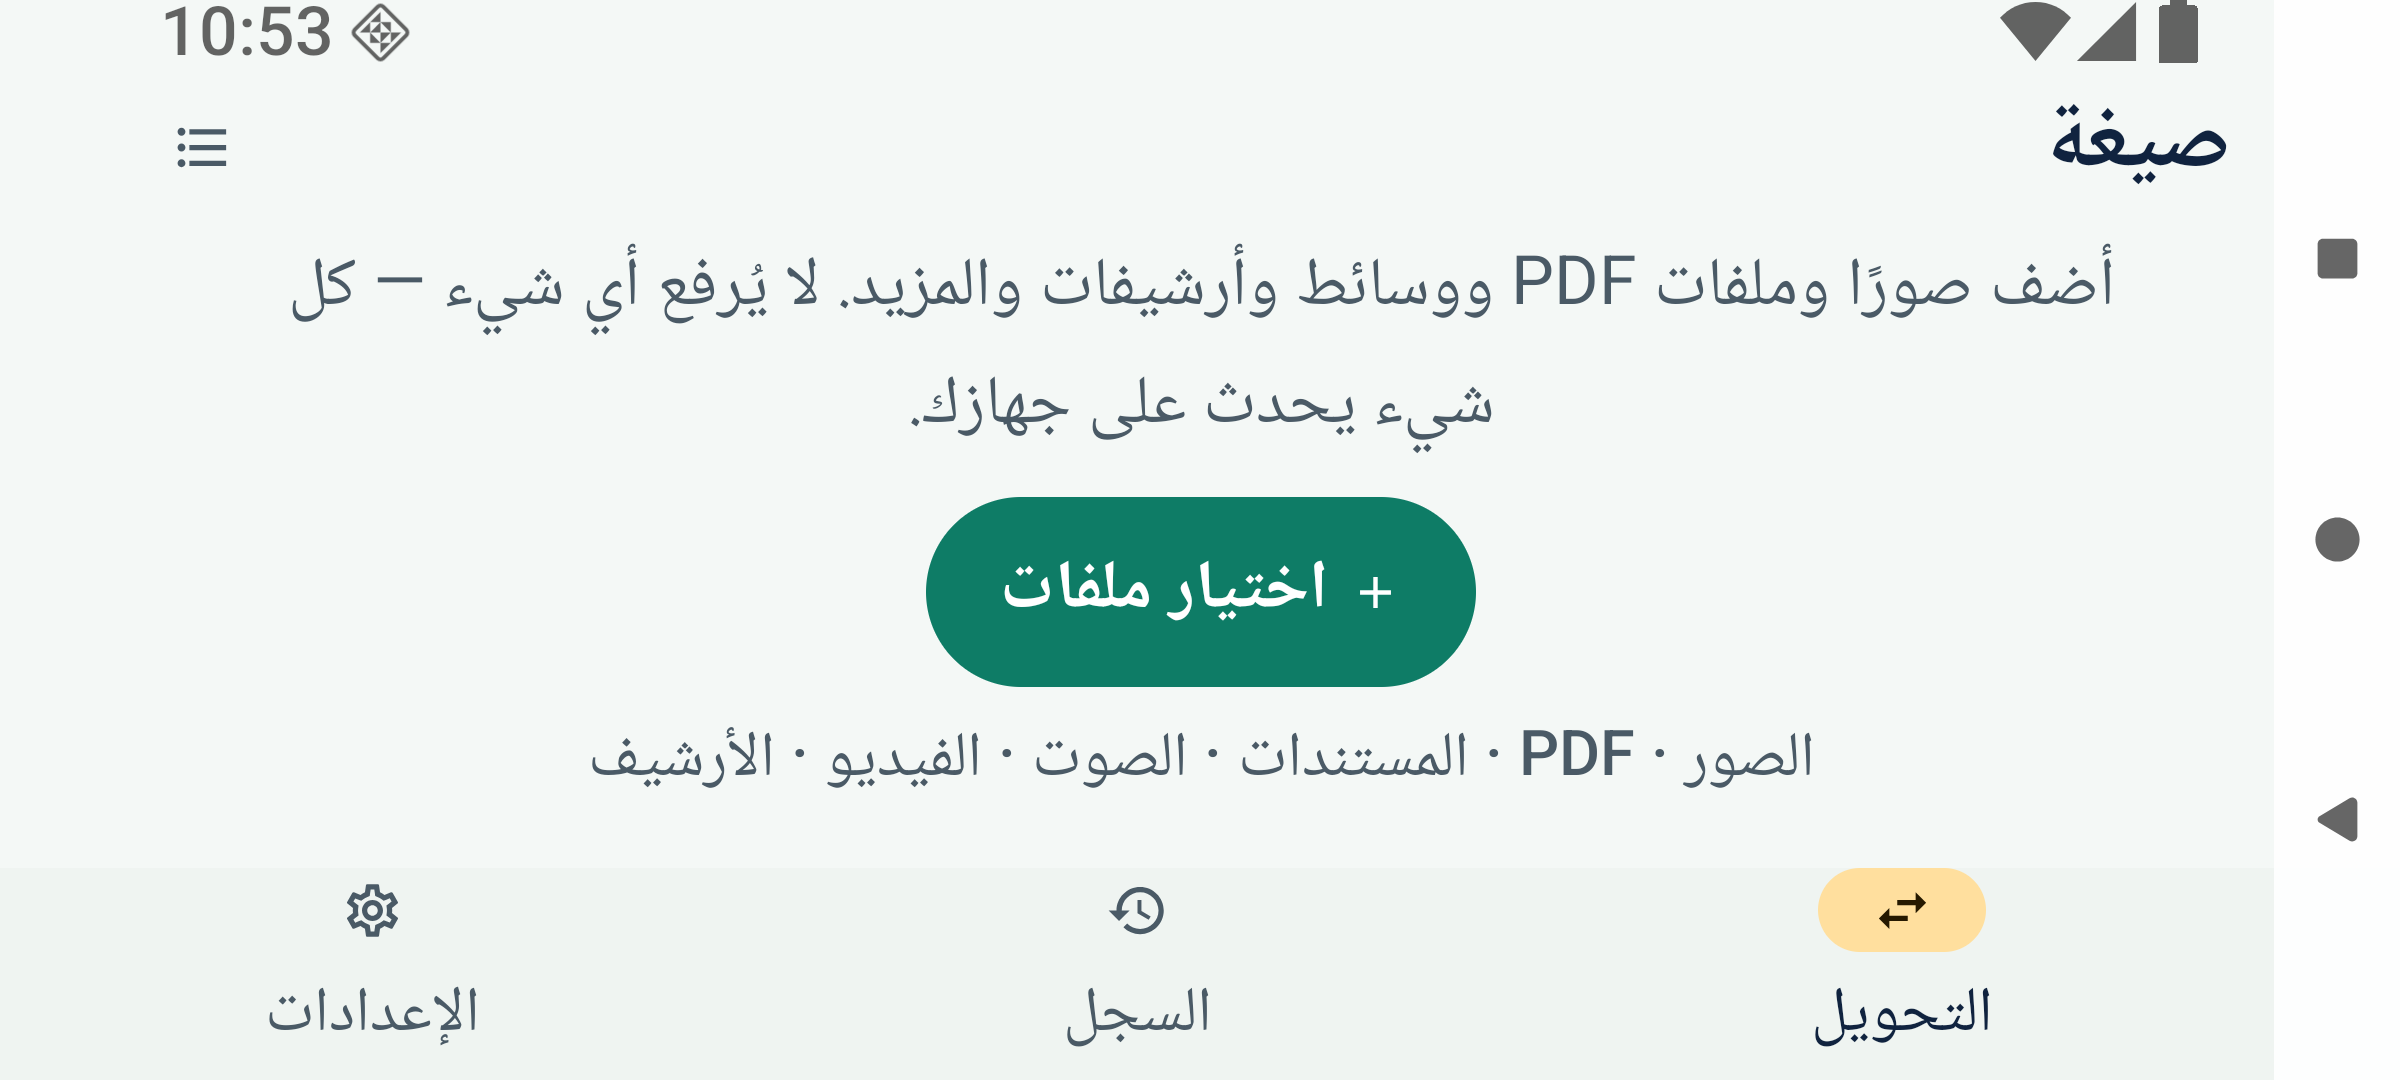 10:53
صيغة
أضف صورًا وملفات PDF ووسائط وأرشيفات والمزيد. لا يُرفع أي شيء — كل
شيء يحدث على جهازك.
+ اختيار ملفات
الصور · PDF · المستندات · الصوت · الفيديو · الأرشيف
التحويل
السجل
الإعدادات